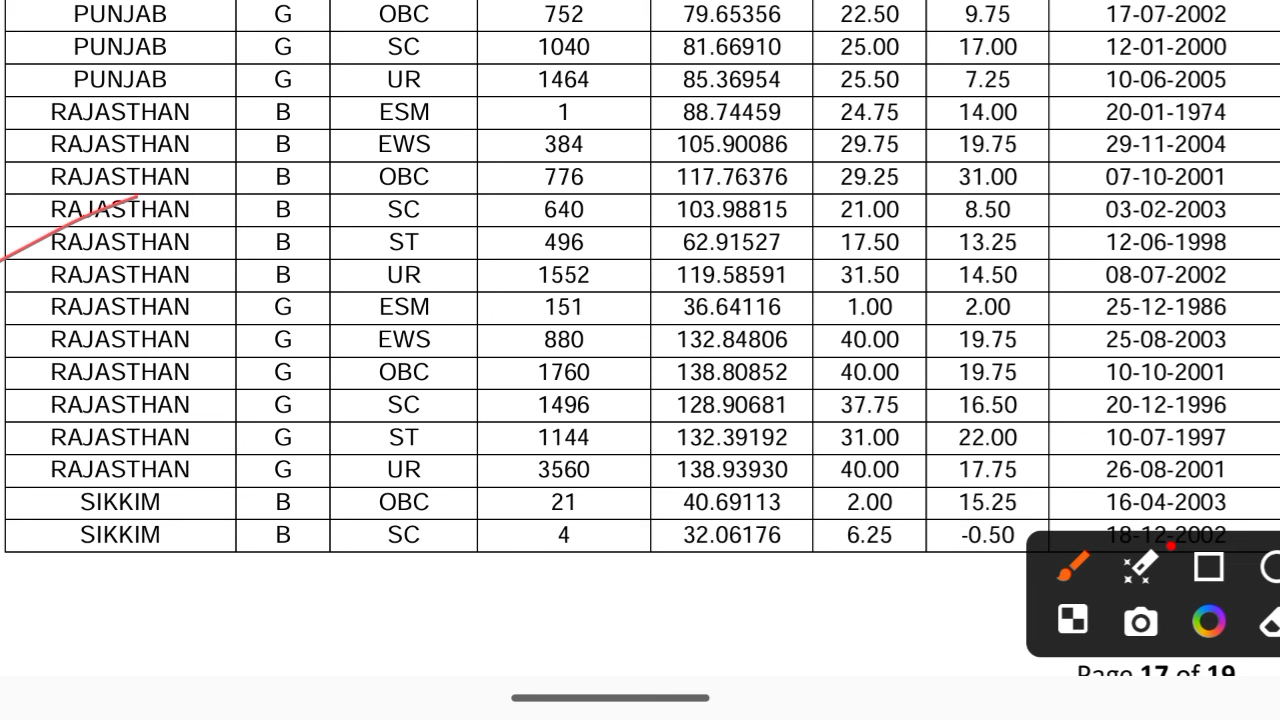 PUNJAB G OBC 752 79.65356 22.50 9.75 17-07-2002
PUNJAB G SC 1040 81.66910 25.00 17.00 12-01-2000
PUNJAB G UR 1464 85.36954 25.50 7.25 10-06-2005
RAJASTHAN B ESM 1 88.74459 24.75 14.00 20-01-1974
RAJASTHAN B EWS 384 105.90086 29.75 19.75 29-11-2004
RAJASTHAN B OBC 776 117.76376 29.25 31.00 07-10-2001
RAJASTHAN B SC 640 103.98815 21.00 8.50 03-02-2003
RAJASTHAN B ST 496 62.91527 17.50 13.25 12-06-1998
RAJASTHAN B UR 1552 119.58591 31.50 14.50 08-07-2002
RAJASTHAN G ESM 151 36.64116 1.00 2.00 25-12-1986
RAJASTHAN G EWS 880 132.84806 40.00 19.75 25-08-2003
RAJASTHAN G OBC 1760 138.80852 40.00 19.75 10-10-2001
RAJASTHAN G SC 1496 128.90681 37.75 16.50 20-12-1996
RAJASTHAN G ST 1144 132.39192 31.00 22.00 10-07-1997
RAJASTHAN G UR 3560 138.93930 40.00 17.75 26-08-2001
SIKKIM B OBC 21 40.69113 2.00 15.25 16-04-2003
SIKKIM B SC 4 32.06176 6.25 -0.50 18-12-2002
Page 17 of 19